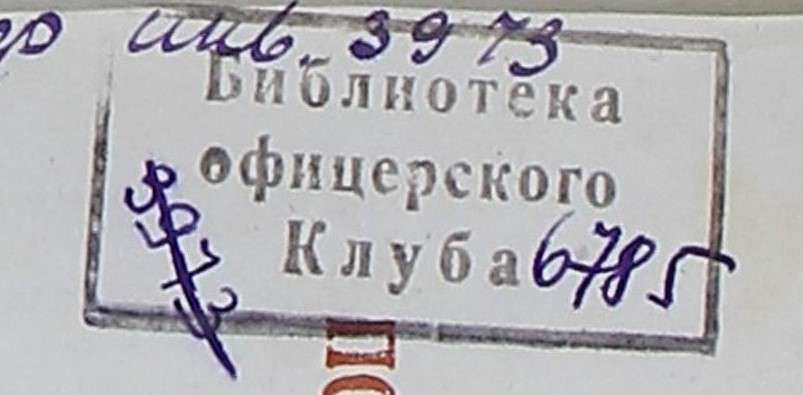 инв. 3973
Библиотека
офицерского
Клуба 6785